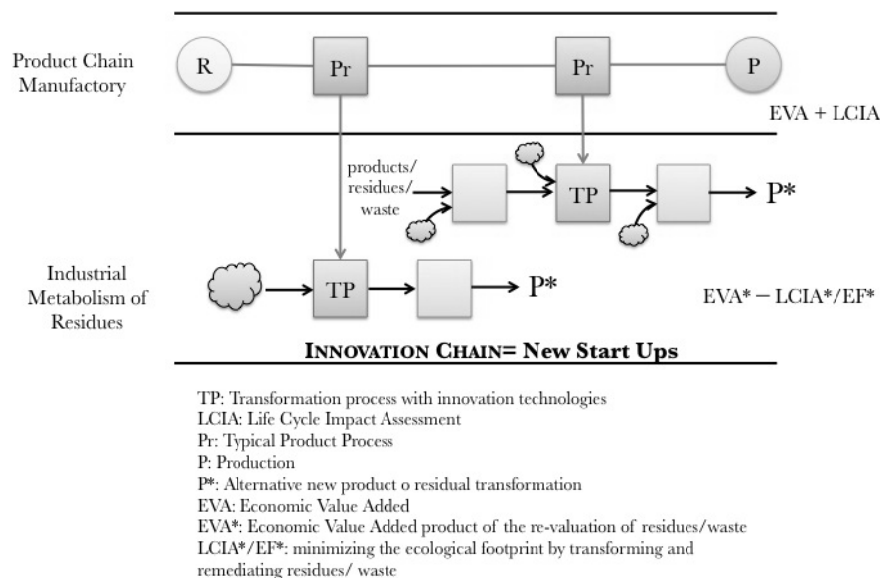 Product Chain
Manufactory
R
Pr
Pr
P
EVA + LCIA
products/
residues/
waste
TP
P*
Industrial
Metabolism of
Residues
TP
P*
EVA* – LCIA*/EF*
INNOVATION CHAIN= New Start Ups
TP: Transformation process with innovation technologies
LCIA: Life Cycle Impact Assessment
Pr: Typical Product Process
P: Production
P*: Alternative new product o residual transformation
EVA: Economic Value Added
EVA*: Economic Value Added product of the re-valuation of residues/waste
LCIA*/EF*: minimizing the ecological footprint by transforming and
remediating residues/ waste